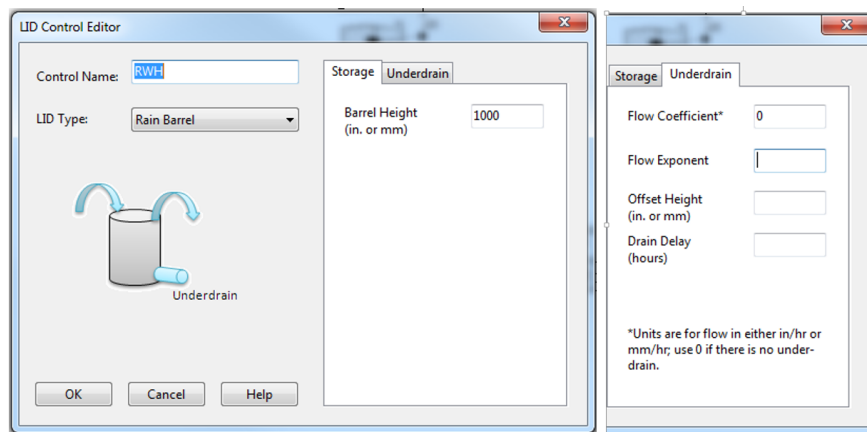 LID Control Editor
Control Name:
RWH
LID Type:
Rain Barrel
Underdrain
OK
Cancel
Help
Storage
Underdrain
Barrel Height
(in. or mm)
1000
Storage
Underdrain
Flow Coefficient*
0
Flow Exponent
Offset Height
(in. or mm)
Drain Delay
(hours)
*Units are for flow in either in/hr or
mm/hr; use 0 if there is no under-
drain.